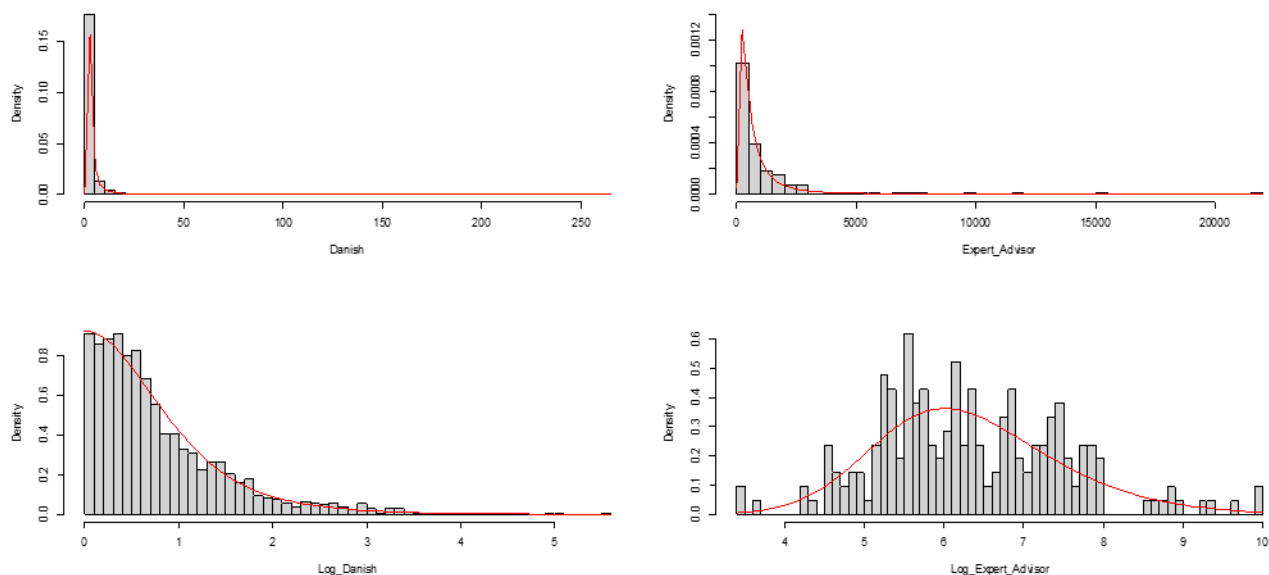 Density
0.00 0.05 0.10 0.15
0 50 100 150 200 250
Danish
Density
0.0000 0.0004 0.0008 0.0012
0 5000 10000 15000 20000
Expert_Advisor
Density
0.0 0.2 0.4 0.6 0.8
0 1 2 3 4 5
Log_Danish
Density
0.0 0.1 0.2 0.3 0.4 0.5 0.6
4 5 6 7 8 9 10
Log_Expert_Advisor